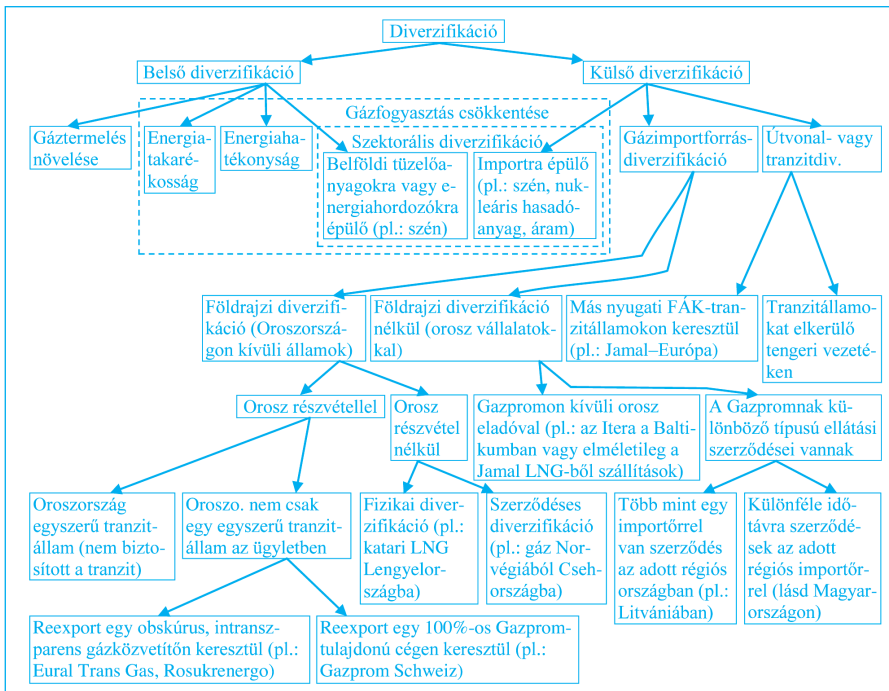 Diverzifikáció
Belső diverzifikáció
Külső diverzifikáció
Gázfogyasztás csökkentése
Gáztermelés
növelése
Energia-
takaré-
kosság
Energiaha-
tékonyság
Szektorális diverzifikáció
Belföldi tüzelőa-
nyagokra vagy e-
nergiahordozókra
épülő (pl.: szén)
Importra épülő
(pl.: szén, nuk-
leáris hasadó-
anyag, áram)
Gázimportforrás-
diverzifikáció
Útvonal- vagy
tranzitdiv.
Földrajzi diverzifi-
káció (Oroszorszá-
gon kívüli államok)
Földrajzi diverzifikáció
nélkül (orosz vállalatok-
kal)
Más nyugati FÁK-tran-
zitállamokon keresztül
(pl.: Jamal–Európa)
Tranzitállamo-
kat elkerülő
tengeri vezeté-
ken
Orosz részvétellel
Orosz
részvétel
nélkül
Gazpromon kívüli orosz
eladóval (pl.: az Itera a Balti-
kumban vagy elméletileg a
Jamal LNG-ből szállítások)
A Gazpromnak kü-
lönböző típusú ellátási
szerződései vannak
Oroszország
egyszerű tranzit-
állam (nem bizto-
sított a tranzit)
Oroszo. nem csak
egy egyszerű tranzit-
állam az ügyletben
Fizikai diver-
zifikáció (pl.:
katari LNG
Lengyelor-
szágba)
Szerződéses
diverzifikáció
(pl.: gáz Nor-
végiából Cseh-
országba)
Több mint egy
importőrrel
van szerződés
az adott régiós
országban (pl.:
Litvániában)
Különféle idő-
távra szerződé-
sek az adott
régiós importőr-
rel (lásd Magyar-
országon)
Reexport egy obskúrus, intransz-
parens gázközvetítőn keresztül (pl.:
Eural Trans Gas, Rosukrenergo)
Reexport egy 100%-os Gazprom-
tulajdonú cégen keresztül (pl.:
Gazprom Schweiz)